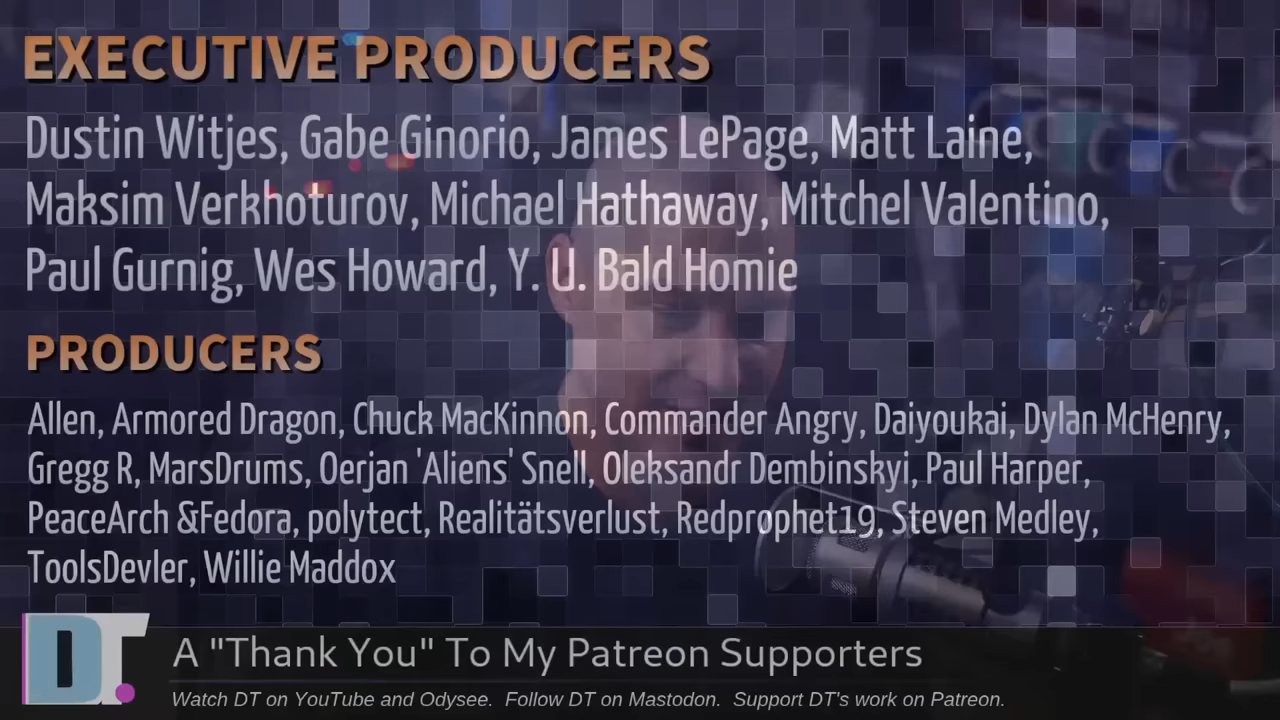 EXECUTIVE PRODUCERS
Dustin Witjes, Gabe Ginorio, James LePage, Matt Laine,
Maksim Verkhoturov, Michael Hathaway, Mitchel Valentino,
Paul Gurnig, Wes Howard, Y. U. Bald Homie
PRODUCERS
Allen, Armored Dragon, Chuck MacKinnon, Commander Angry, Daiyoukai, Dylan McHenry,
Gregg R, MarsDrums, Oerjan 'Aliens' Snell, Oleksandr Dembinskyi, Paul Harper,
PeaceArch &Fedora, polytect, Realitätsverlust, Redprophet19, Steven Medley,
ToolsDevler, Willie Maddox
DT
A "Thank You" To My Patreon Supporters
Watch DT on YouTube and Odysee. Follow DT on Mastodon. Support DT's work on Patreon.